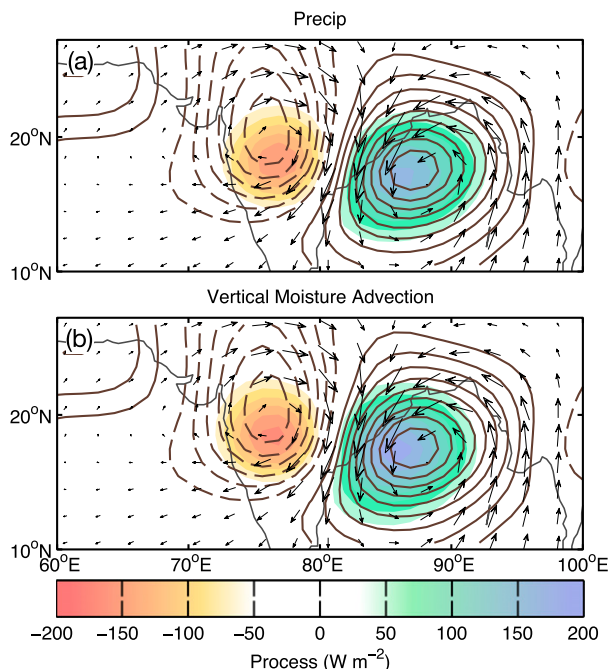 Precip
(a)
20°N
10°N
Vertical Moisture Advection
(b)
20°N
10°N
60°E 70°E 80°E 90°E 100°E
−200 −150 −100 −50 0 50 100 150 200
Process (W m⁻²)